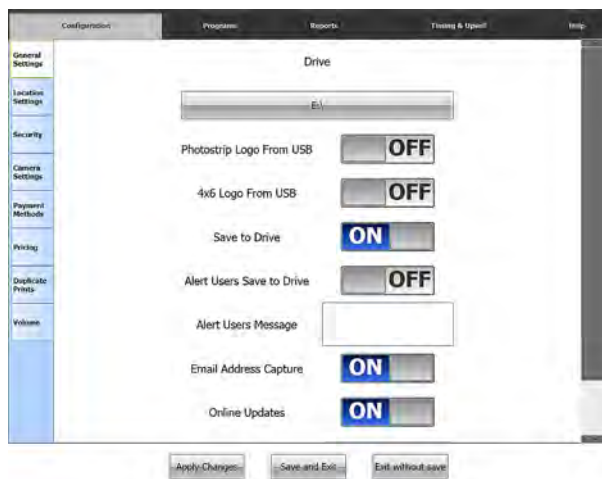 Configuration
Programs
Reports
Timing & Upsell
Help
General Settings
Location Settings
Security
Camera Settings
Payment Methods
Pricing
Duplicate Prints
Volume
Drive
E:\
Photostrip Logo From USB
OFF
4x6 Logo From USB
OFF
Save to Drive
ON
Alert Users Save to Drive
OFF
Alert Users Message
Email Address Capture
ON
Online Updates
ON
Apply Changes
Save and Exit
Exit without save